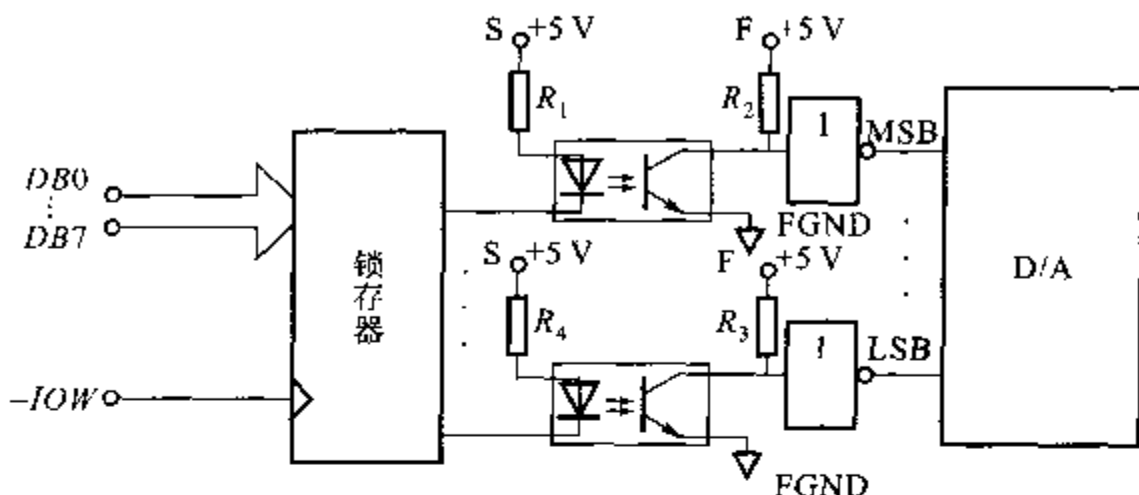 S +5 V
F +5 V
R1
R2
1
MSB
DB0
DB7
FGND
S +5 V
F +5 V
锁存器
D/A
R4
R3
1
LSB
-IOW
FGND